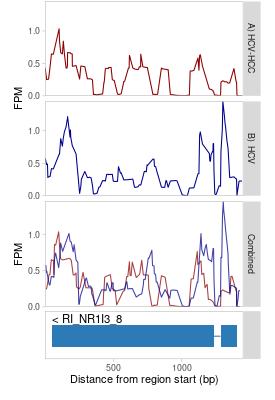 1.0
0.5
0.0
A) HCV-HCC
FPM
1.0
0.5
0.0
B) HCV
1.0
0.5
0.0
FPM
Combined
< RI_NR1I3_8
500
1000
Distance from region start (bp)